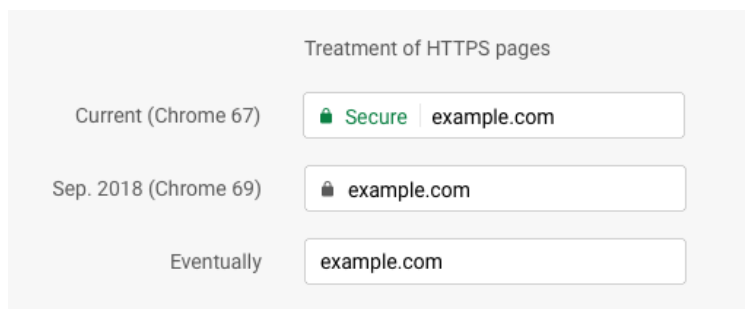 Treatment of HTTPS pages
Current (Chrome 67) Secure example.com
Sep. 2018 (Chrome 69) example.com
Eventually example.com